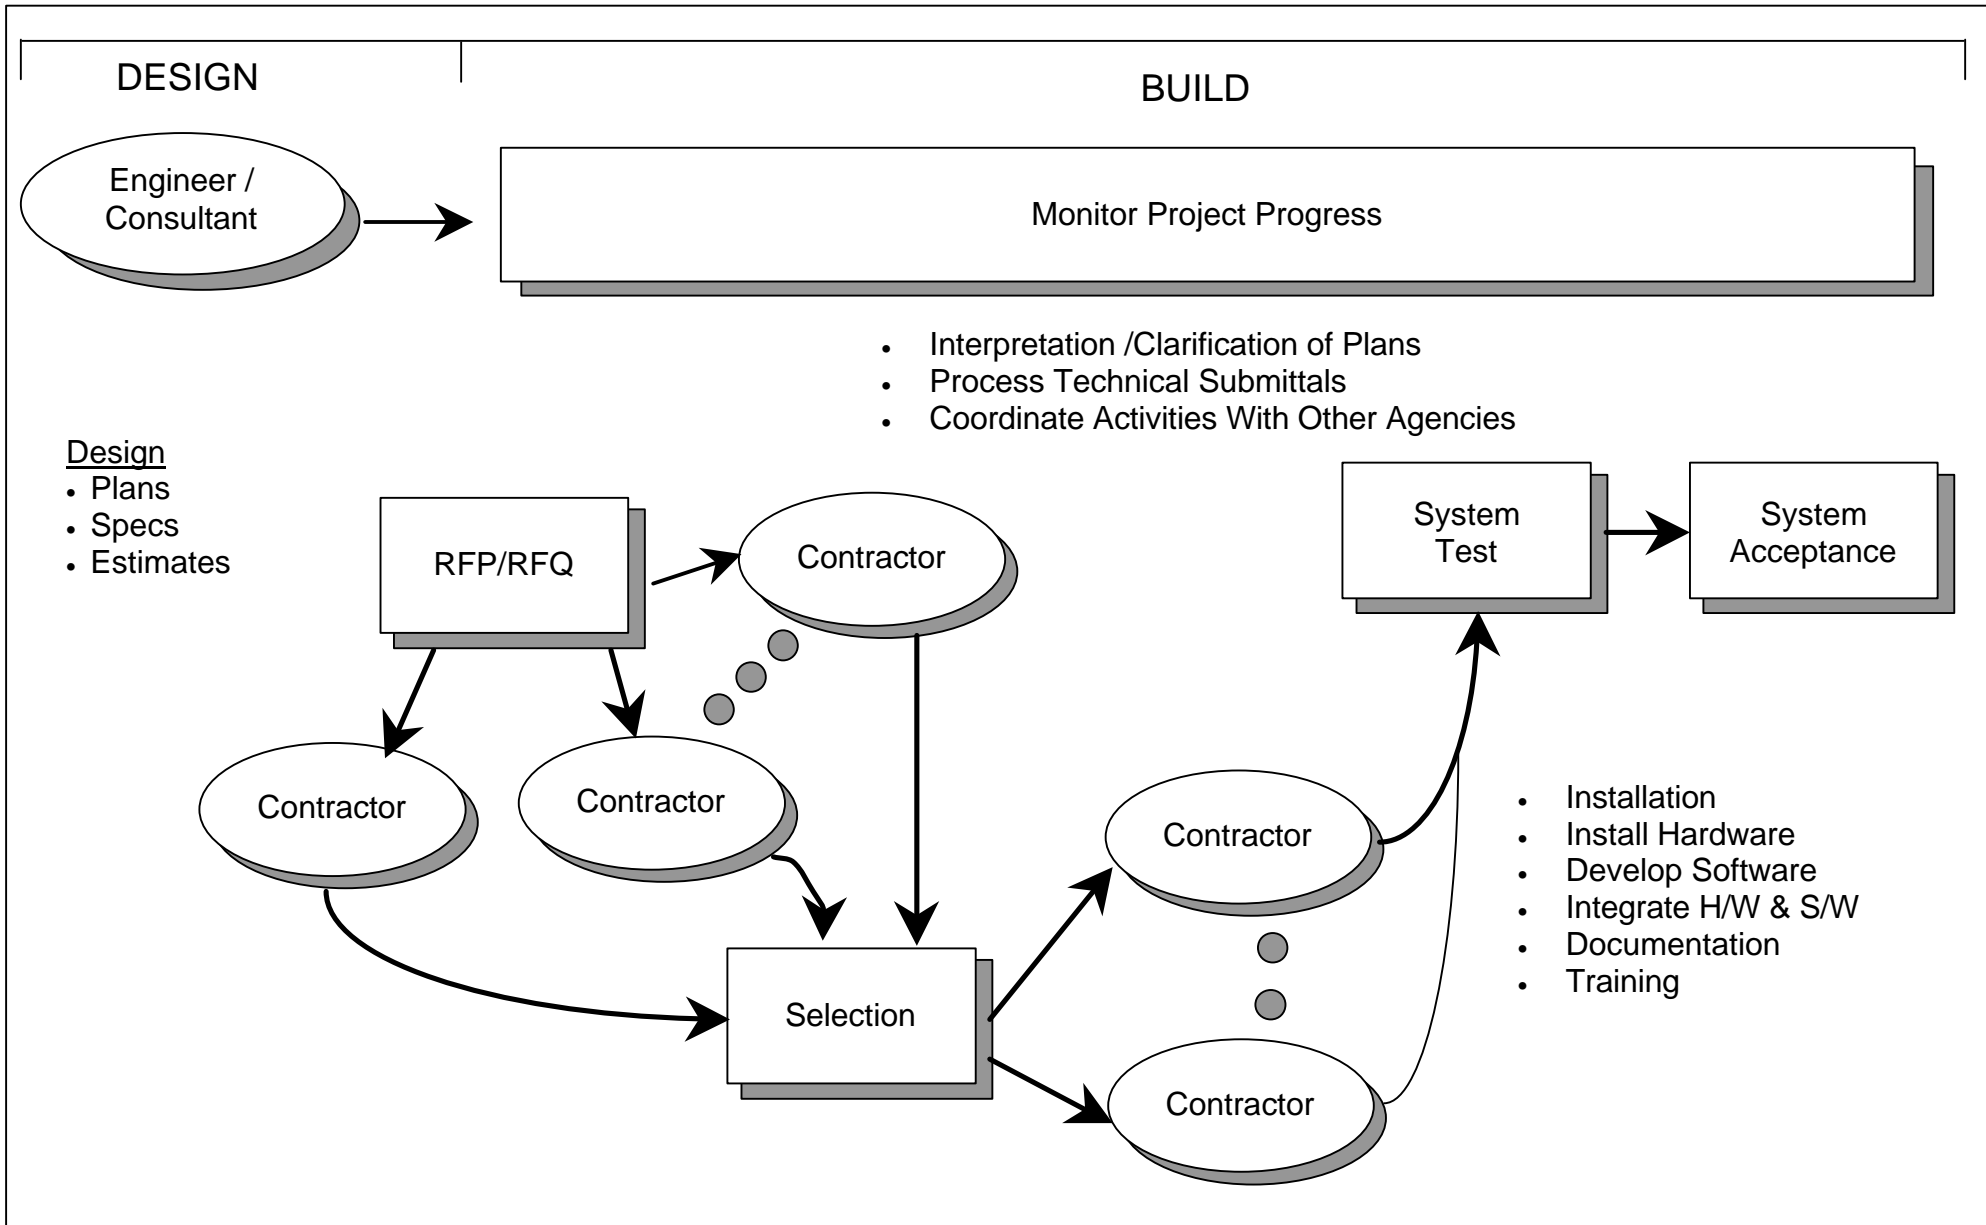 DESIGN
BUILD
Engineer /
Consultant
Monitor Project Progress
• Interpretation /Clarification of Plans
• Process Technical Submittals
• Coordinate Activities With Other Agencies
Design
• Plans
• Specs
• Estimates
RFP/RFQ
Contractor
System
Test
System
Acceptance
Contractor
Contractor
Contractor
• Installation
• Install Hardware
• Develop Software
• Integrate H/W & S/W
• Documentation
• Training
Selection
Contractor